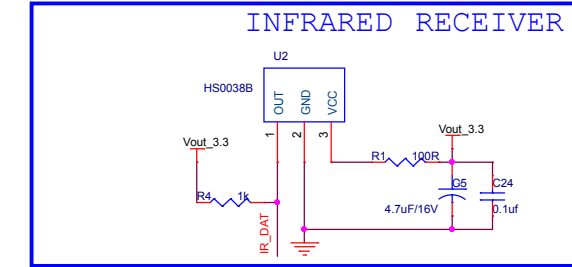 INFRARED RECEIVER
U2
HS0038B
OUT
GND
VCC
1
2
3
Vout_3.3
Vout_3.3
R1
100R
R4
1k
C5
C24
4.7uF/16V
0.1uf
IR_DAT